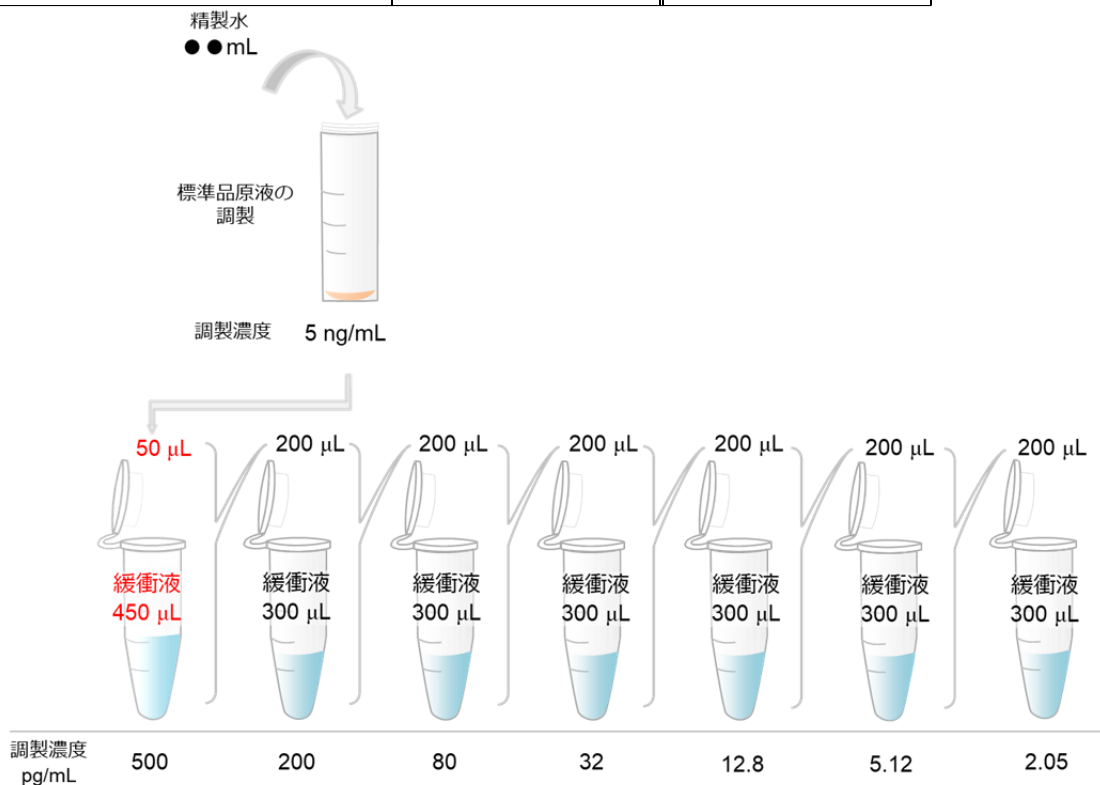 精製水
●●mL
標準品原液の
調製
調製濃度 5 ng/mL
50 μL 200 μL 200 μL 200 μL 200 μL 200 μL 200 μL
緩衝液 緩衝液 緩衝液 緩衝液 緩衝液 緩衝液 緩衝液
450 μL 300 μL 300 μL 300 μL 300 μL 300 μL 300 μL
調製濃度
pg/mL
500 200 80 32 12.8 5.12 2.05